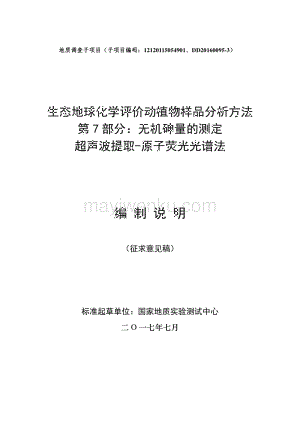 地质调查子项目（子项目编码：12120115054901、DD20160095-3）
生态地球化学评价动植物样品分析方法
第 7 部分：无机砷量的测定
超声波提取-原子荧光光谱法
mayiwenku.com
编 制 说 明
（征求意见稿）
标准起草单位：国家地质实验测试中心
二〇一七年七月